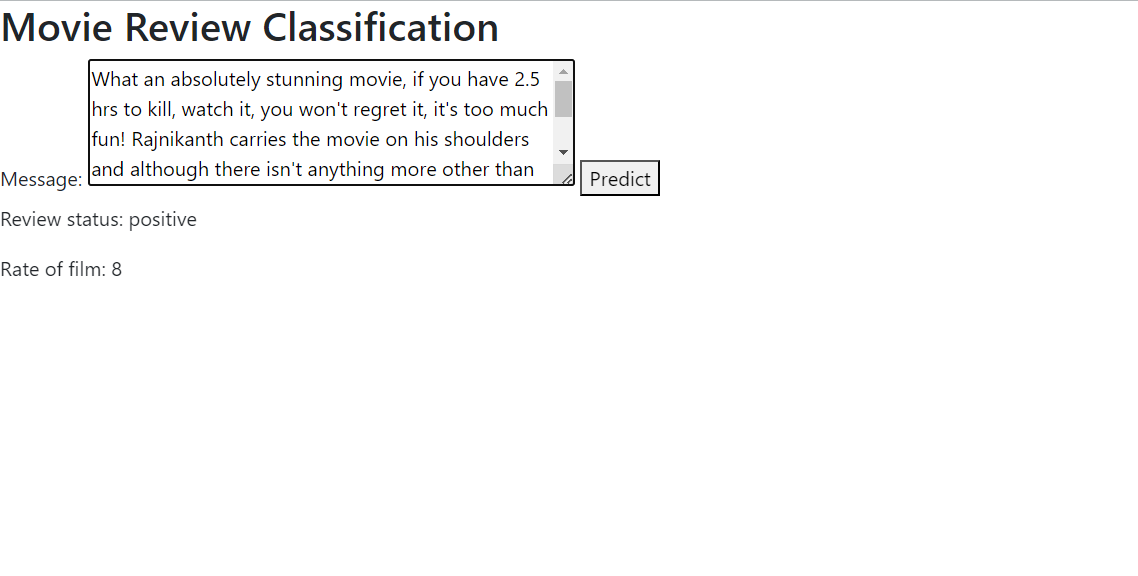 Movie Review Classification
What an absolutely stunning movie, if you have 2.5
hrs to kill, watch it, you won't regret it, it's too much
fun! Rajnikanth carries the movie on his shoulders
and although there isn't anything more other than
Message:
Predict
Review status: positive
Rate of film: 8